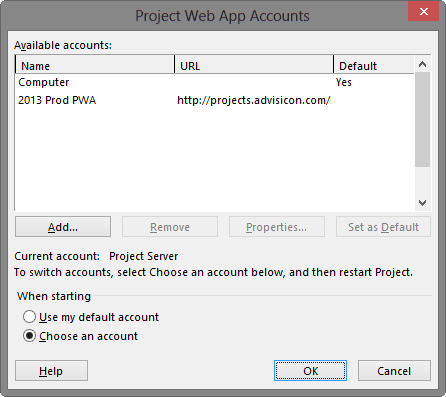 Project Web App Accounts
Available accounts:
Name URL Default
Computer Yes
2013 Prod PWA http://projects.advisicon.com/
Add... Remove Properties... Set as Default
Current account: Project Server
To switch accounts, select Choose an account below, and then restart Project.
When starting
Use my default account
Choose an account
Help OK Cancel